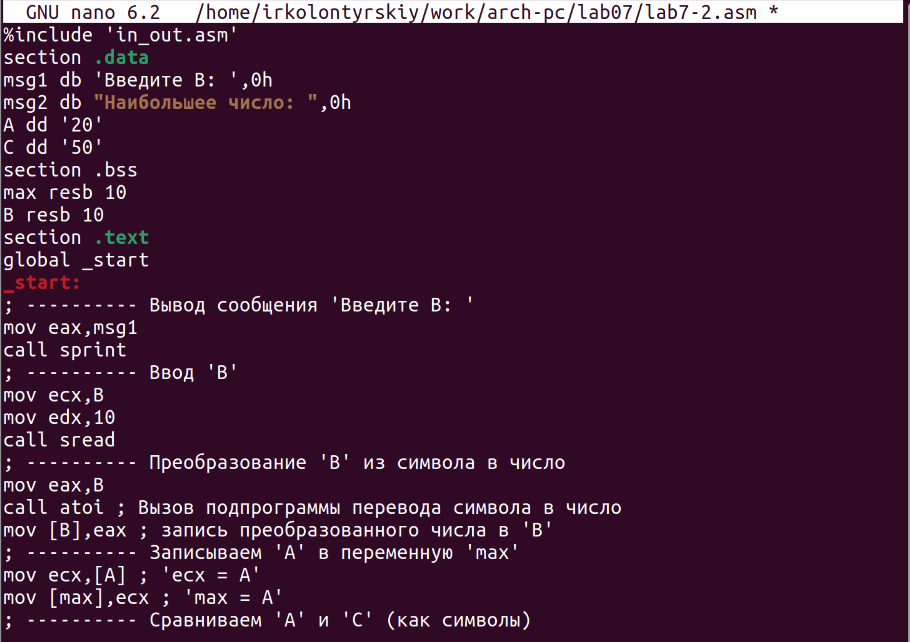 GNU nano 6.2 /home/irkolontyrskiy/work/arch-pc/lab07/lab7-2.asm *
%include 'in_out.asm'
section .data
msg1 db 'Введите B: ',0h
msg2 db "Наибольшее число: ",0h
A dd '20'
C dd '50'
section .bss
max resb 10
B resb 10
section .text
global _start
_start:
; ---------- Вывод сообщения 'Введите B: '
mov eax,msg1
call sprint
; ---------- Ввод 'B'
mov ecx,B
mov edx,10
call sread
; ---------- Преобразование 'B' из символа в число
mov eax,B
call atoi ; Вызов подпрограммы перевода символа в число
mov [B],eax ; запись преобразованного числа в 'B'
; ---------- Записываем 'A' в переменную 'max'
mov ecx,[A] ; 'ecx = A'
mov [max],ecx ; 'max = A'
; ---------- Сравниваем 'A' и 'C' (как символы)